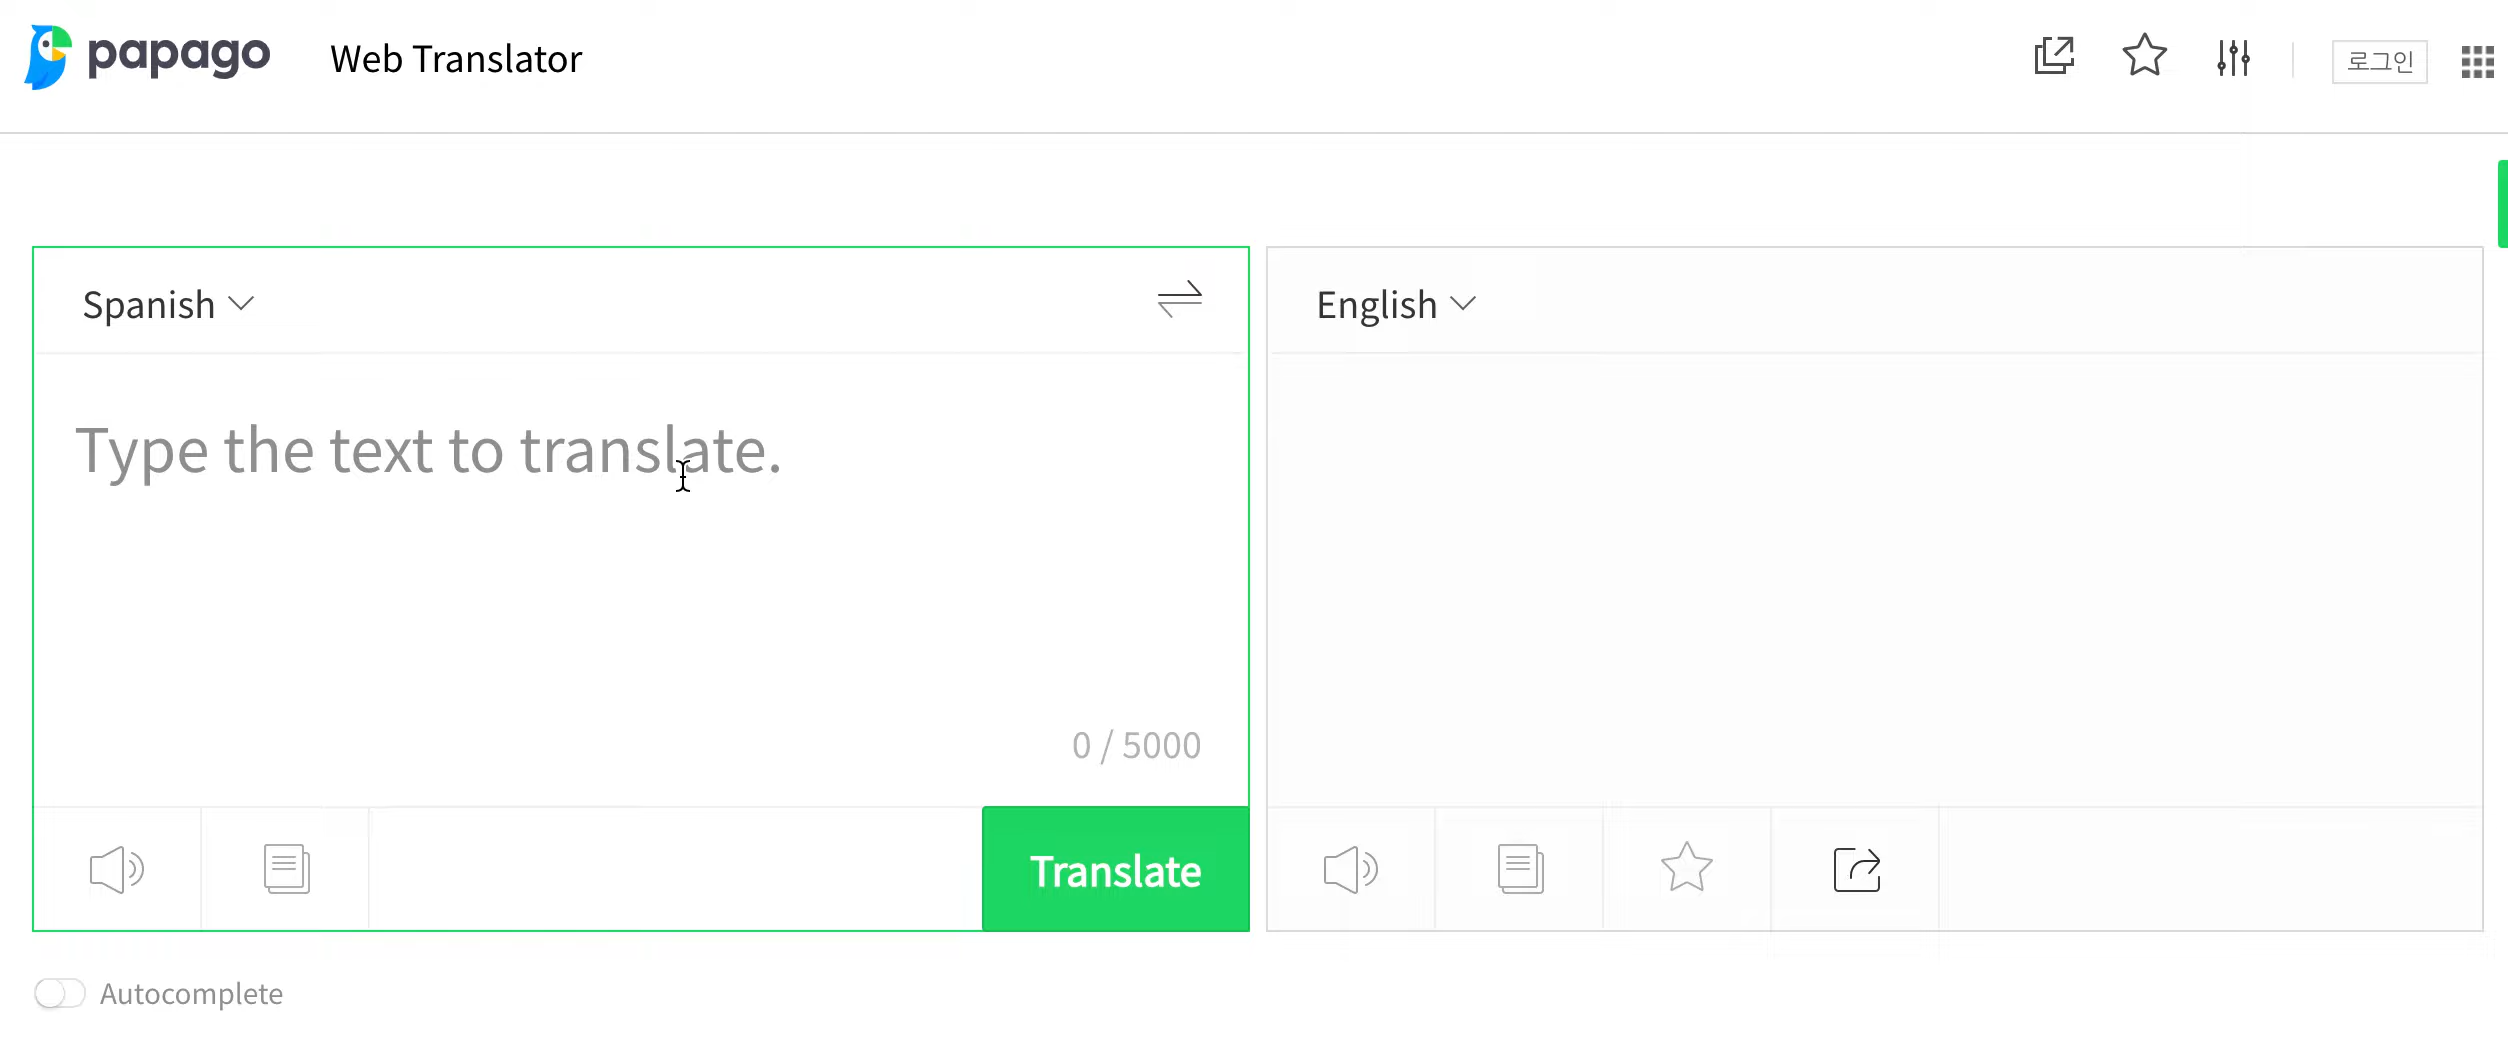 papago Web Translator 로그인
Spanish
English
Type the text to translate.
0 / 5000
Translate
Autocomplete